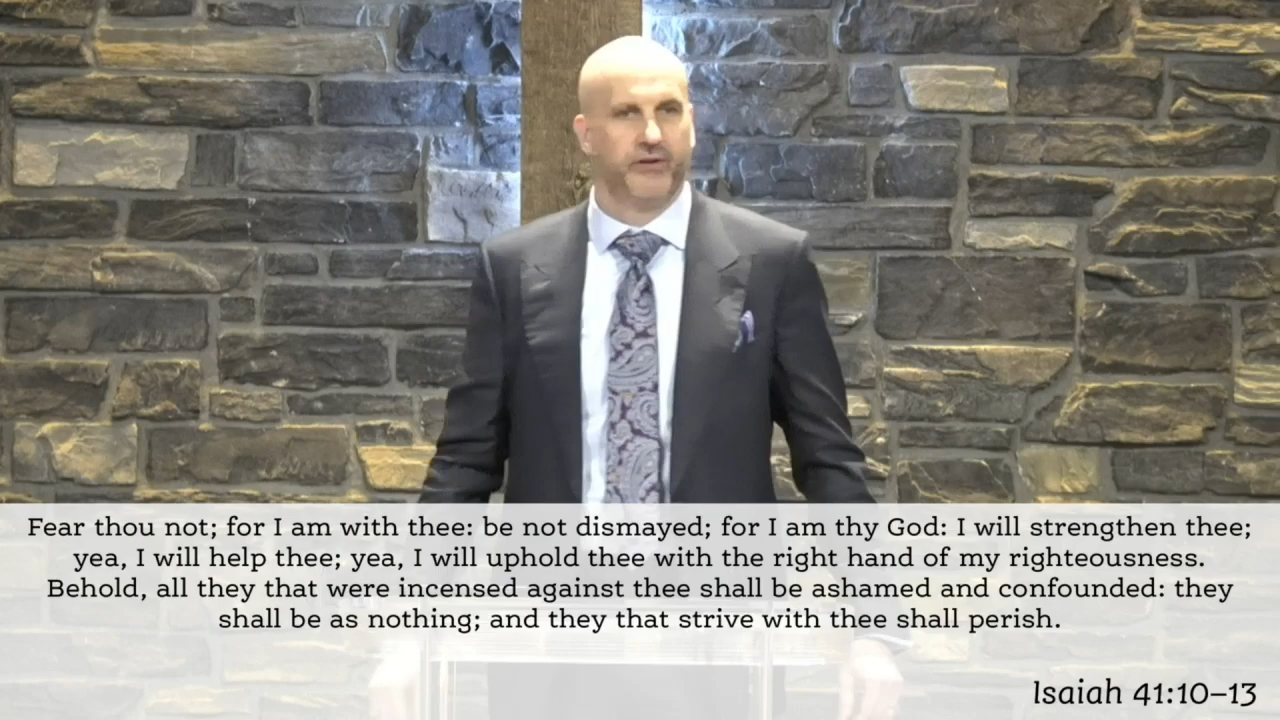 Fear thou not; for I am with thee: be not dismayed; for I am thy God: I will strengthen thee;
yea, I will help thee; yea, I will uphold thee with the right hand of my righteousness.
Behold, all they that were incensed against thee shall be ashamed and confounded: they
shall be as nothing; and they that strive with thee shall perish.
Isaiah 41:10–13